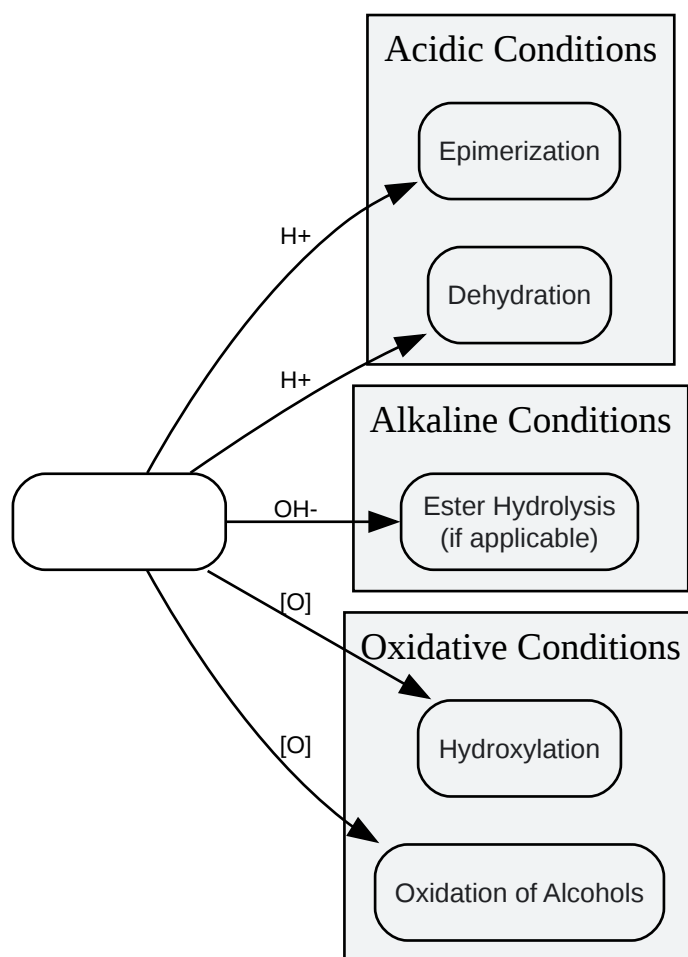 Acidic Conditions
Epimerization
H+
Dehydration
H+
Alkaline Conditions
OH-
Ester Hydrolysis
(if applicable)
[O]
Oxidative Conditions
Hydroxylation
[O]
Oxidation of Alcohols